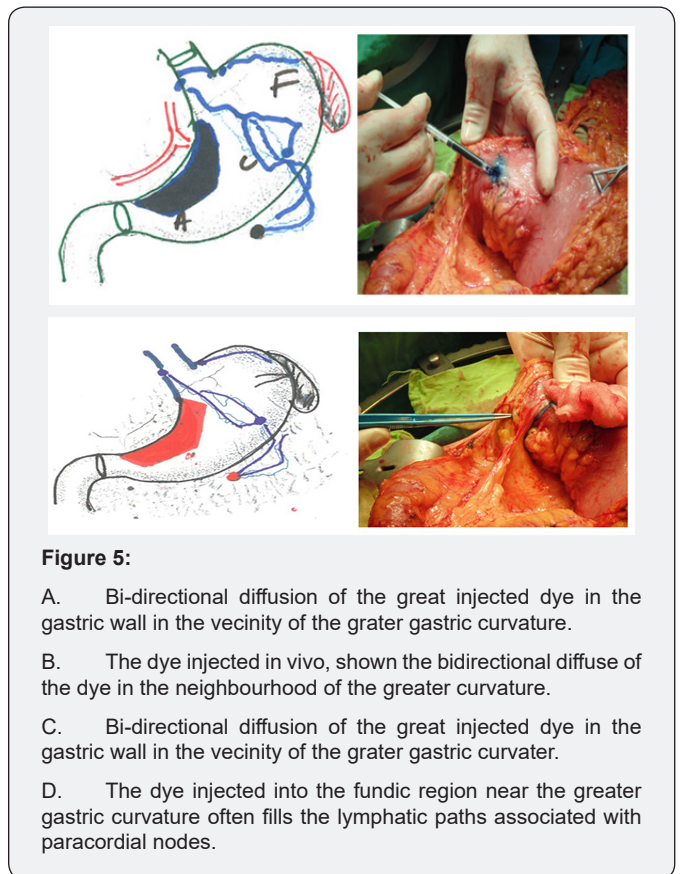 F
U
A
Figure 5:
A. Bi-directional diffusion of the great injected dye in the
gastric wall in the vecinity of the grater gastric curvature.
B. The dye injected in vivo, shown the bidirectional diffuse of
the dye in the neighbourhood of the greater curvature.
C. Bi-directional diffusion of the great injected dye in the
gastric wall in the vecinity of the grater gastric curvater.
D. The dye injected into the fundic region near the greater
gastric curvature often fills the lymphatic paths associated with
paracordial nodes.